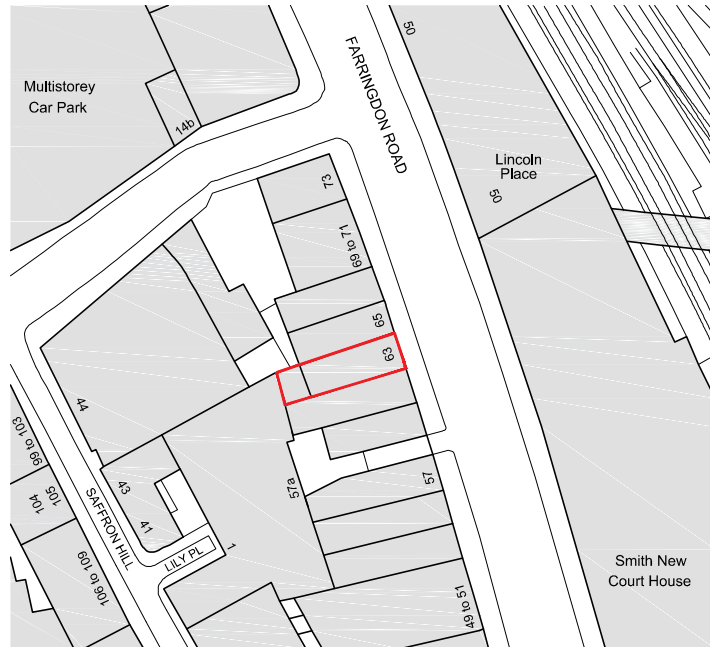 50
FARRINGDON ROAD
Multistorey
Car Park
14b
Lincoln
Place
50
73
69 to 71
65
63
44
99 to 103
43
57a
57
105
104
SAFFRON HILL
41
1
LILY PL
106 to 109
Smith New
Court House
49 to 51